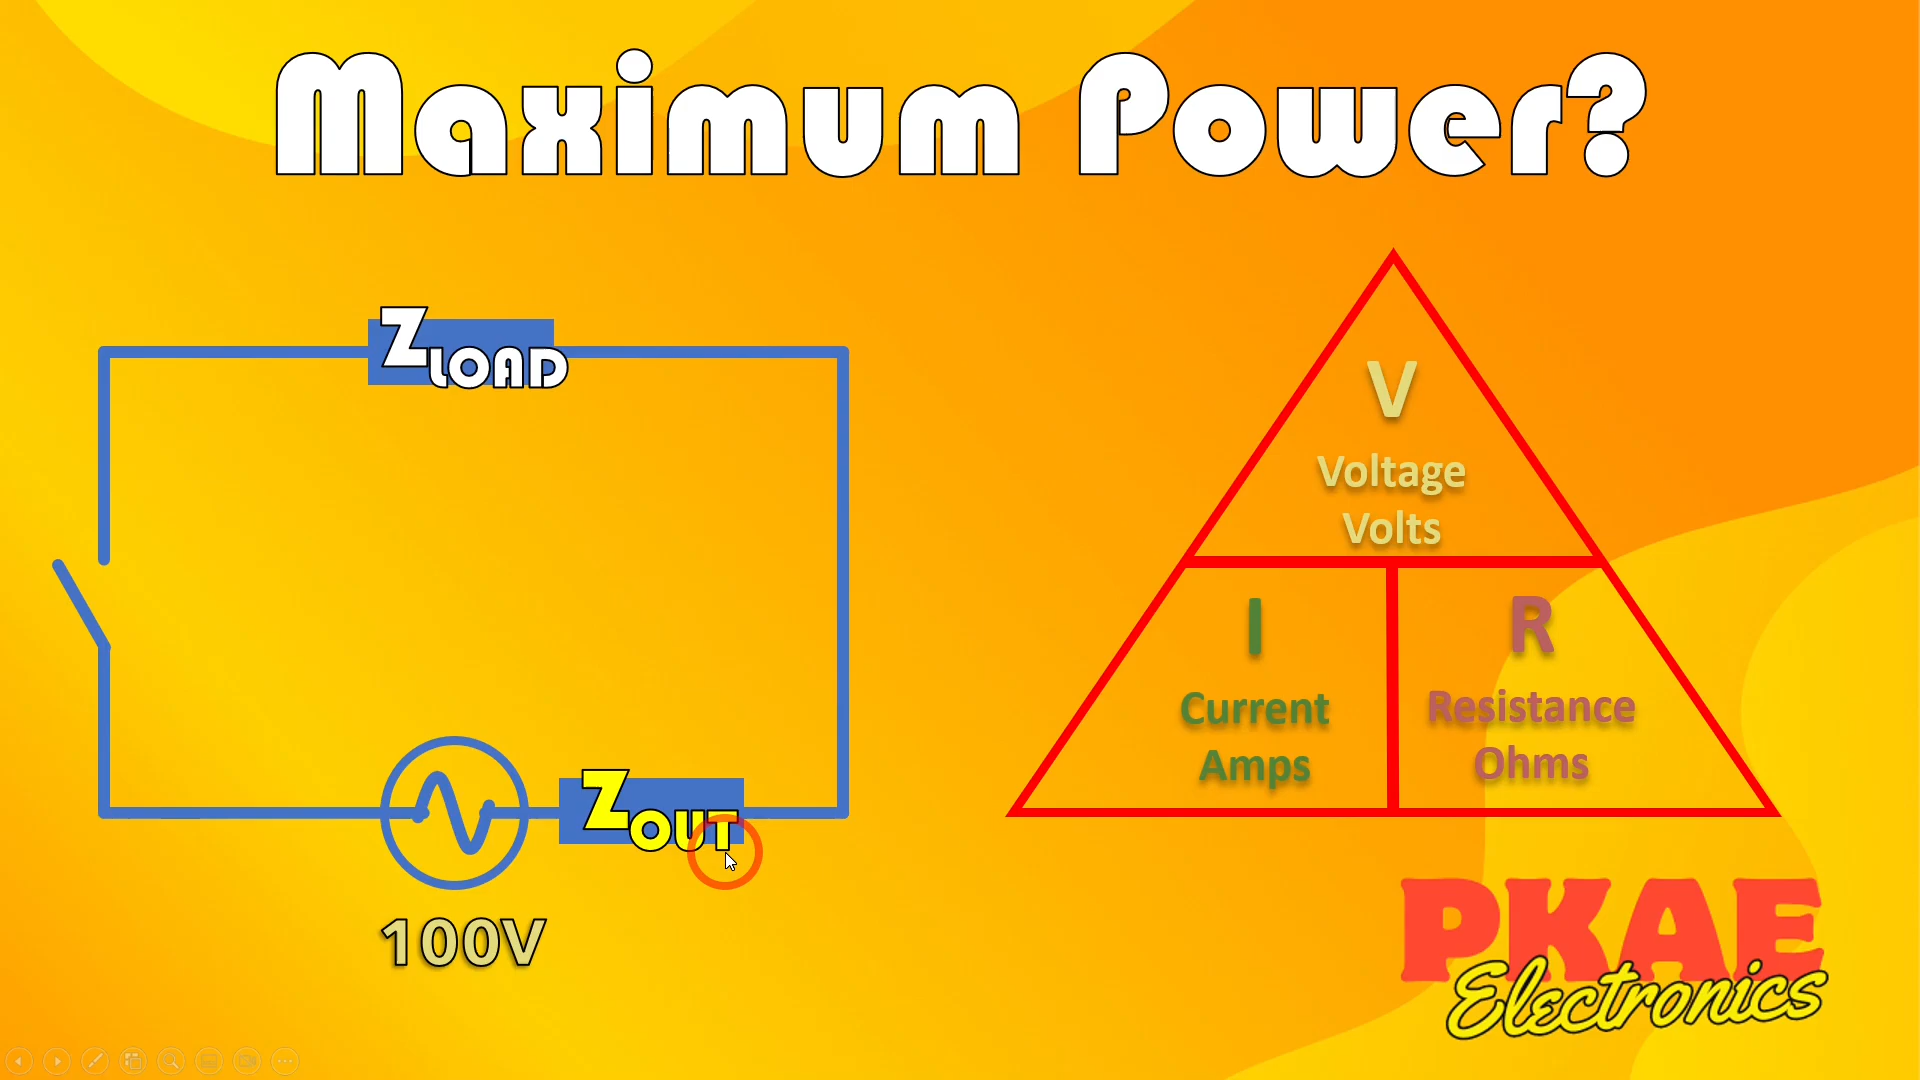 Maximum Power?
ZLOAD
ZOUT
100V
V
Voltage
Volts
I
Current
Amps
R
Resistance
Ohms
PKAE
Electronics